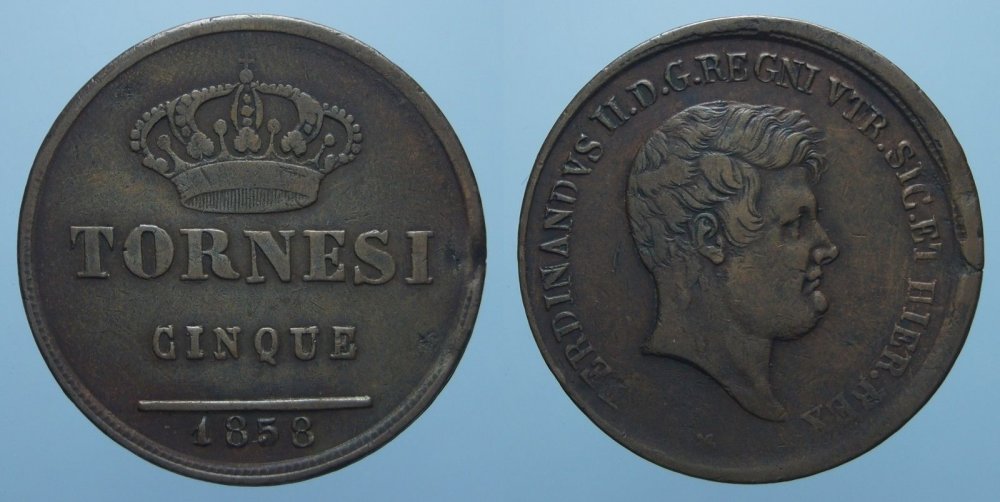 TORNESI
CINQUE
1858
FERDINANDVS II.D.G.REGNI VTR.SIC.ET HIER.REX